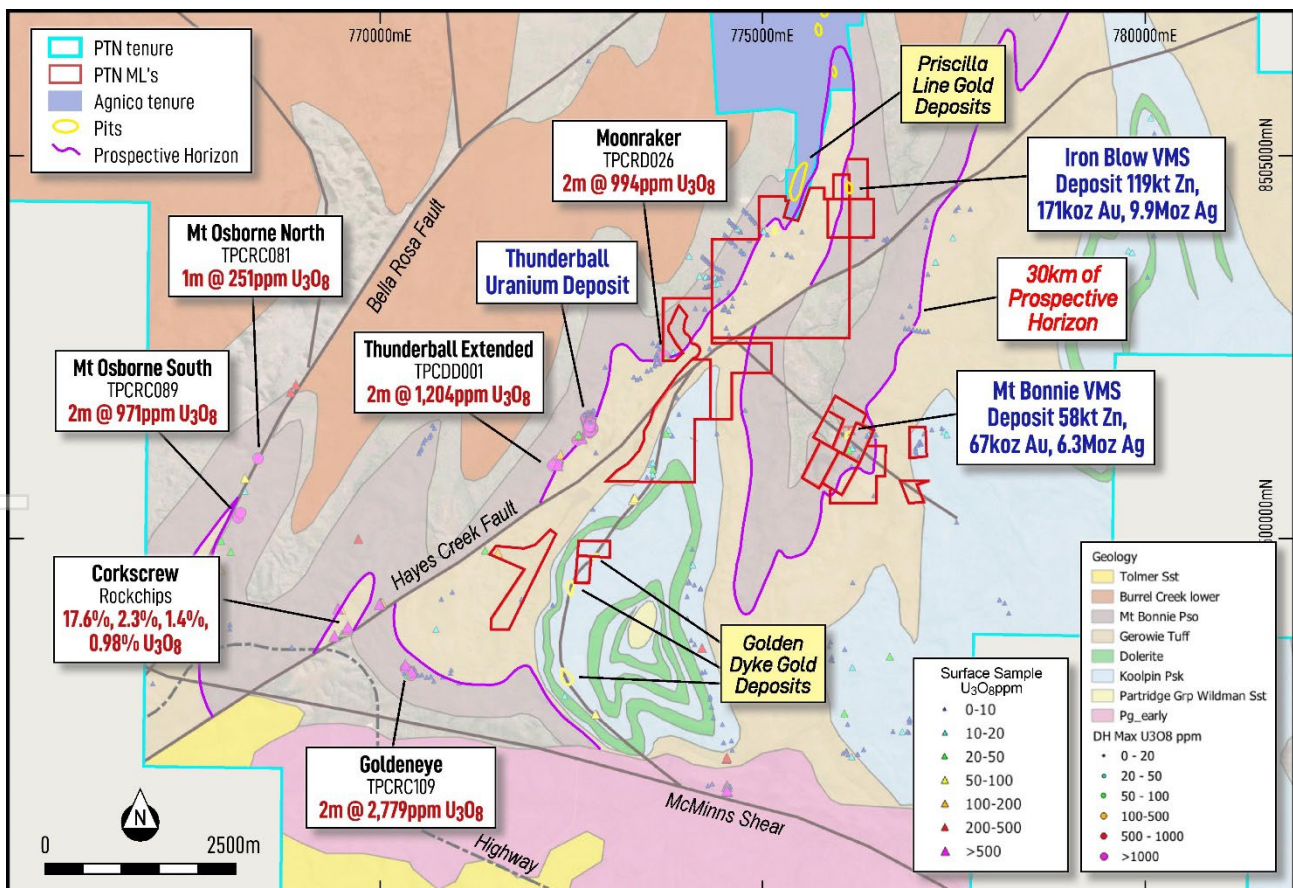 PTN tenure
PTN ML's
Agnico tenure
Pits
Prospective Horizon
770000mE
775000mE
780000mE
8505000mN
Priscilla
Line Gold
Deposits
Moonraker
TPCRD026
2m @ 994ppm U₃O₈
Iron Blow VMS
Deposit 119kt Zn,
171koz Au, 9.9Moz Ag
Mt Osborne North
TPCRC081
1m @ 251ppm U₃O₈
Bella Rosa Fault
Thunderball
Uranium Deposit
30km of
Prospective
Horizon
Thunderball Extended
TPCDD001
2m @ 1,204ppm U₃O₈
Mt Osborne South
TPCRC089
2m @ 971ppm U₃O₈
Mt Bonnie VMS
Deposit 58kt Zn,
67koz Au, 6.3Moz Ag
Hayes Creek Fault
Corkscrew
Rockchips
17.6%, 2.3%, 1.4%,
0.98% U₃O₈
Golden
Dyke Gold
Deposits
Goldeneye
TPCRC109
2m @ 2,779ppm U₃O₈
McMinns Shear
Highway
N
0 2500m
Surface Sample
U₃O₈ppm
0-10
10-20
20-50
50-100
100-200
200-500
>500
Geology
Tolmer Sst
Burrel Creek lower
Mt Bonnie Pso
Gerowie Tuff
Dolerite
Koolpin Psk
Partridge Grp Wildman Sst
Pg_early
DH Max U3O8 ppm
0 - 20
20 - 50
50 - 100
100-500
500 - 1000
>1000